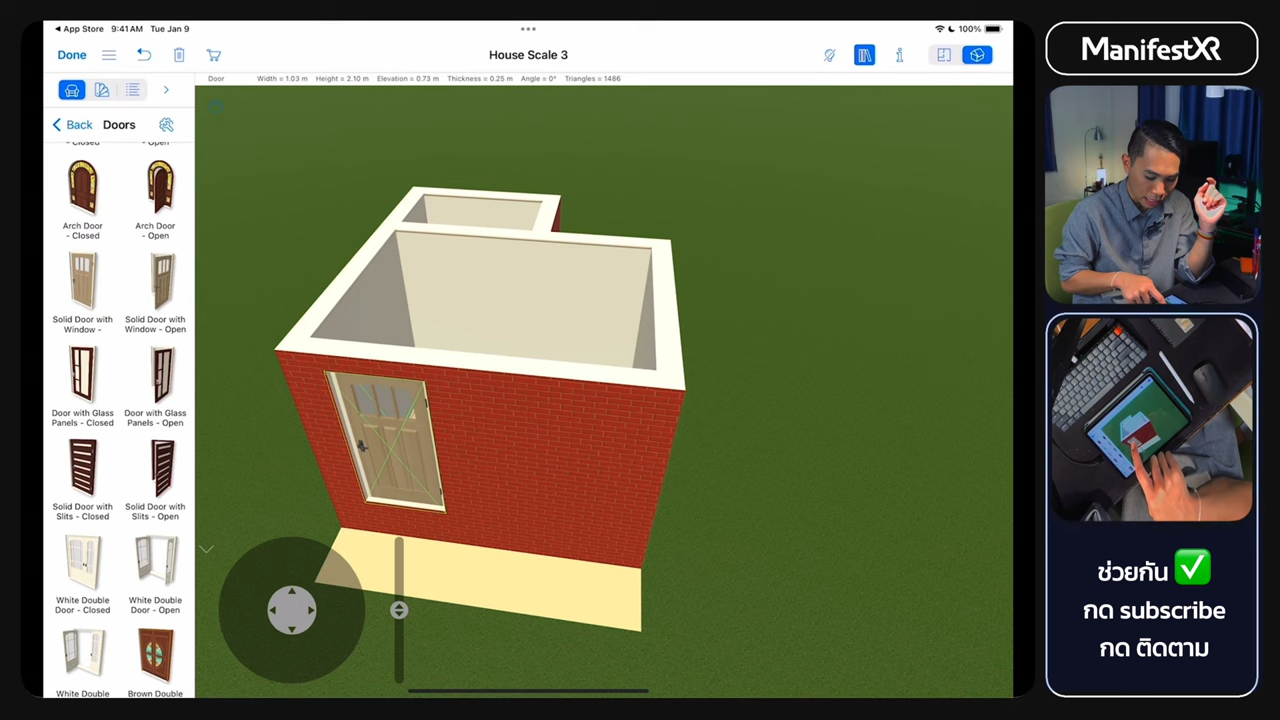 App Store 9:41 AM Tue Jan 9
100%
Done
House Scale 3
Door Width = 1.03 m Height = 2.10 m Elevation = 0.73 m Thickness = 0.25 m Angle = 0° Triangles = 1486
Back Doors
- Closed - Open
Arch Door
- Closed
Arch Door
- Open
Solid Door with
Window -
Solid Door with
Window - Open
Door with Glass
Panels - Closed
Door with Glass
Panels - Open
Solid Door with
Slits - Closed
Solid Door with
Slits - Open
White Double
Door - Closed
White Double
Door - Open
White Double
Brown Double
ManifestXR
ช่วยกัน ✅
กด subscribe
กด ติดตาม